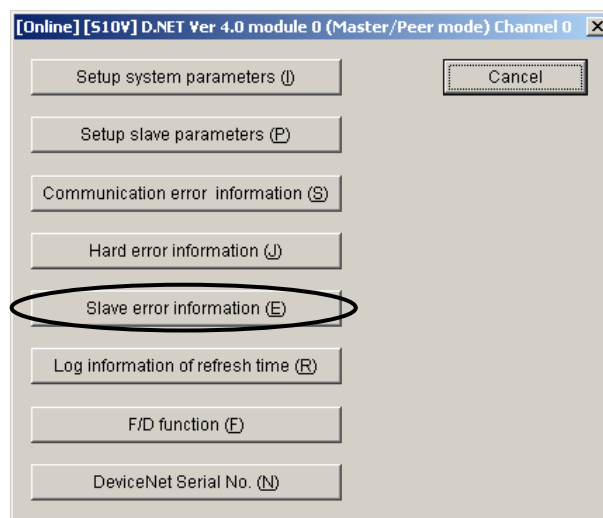 [Online] [S10V] D.NET Ver 4.0 module 0 (Master/Peer mode) Channel 0
Setup system parameters (I)
Cancel
Setup slave parameters (P)
Communication error information (S)
Hard error information (J)
Slave error information (E)
Log information of refresh time (R)
F/D function (F)
DeviceNet Serial No. (N)